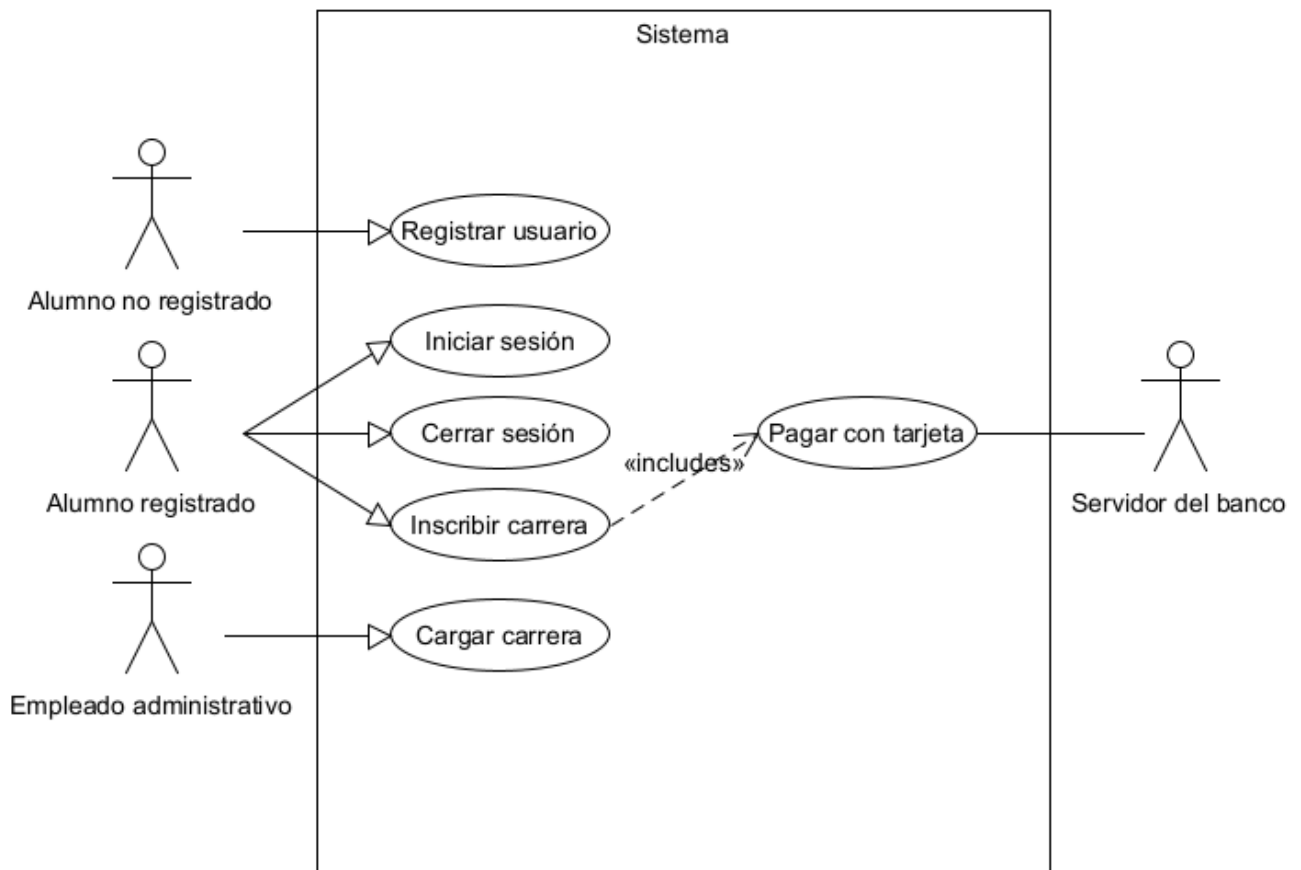 Sistema
Registrar usuario
Alumno no registrado
Iniciar sesión
Cerrar sesión
Pagar con tarjeta
«includes»
Alumno registrado
Servidor del banco
Inscribir carrera
Cargar carrera
Empleado administrativo